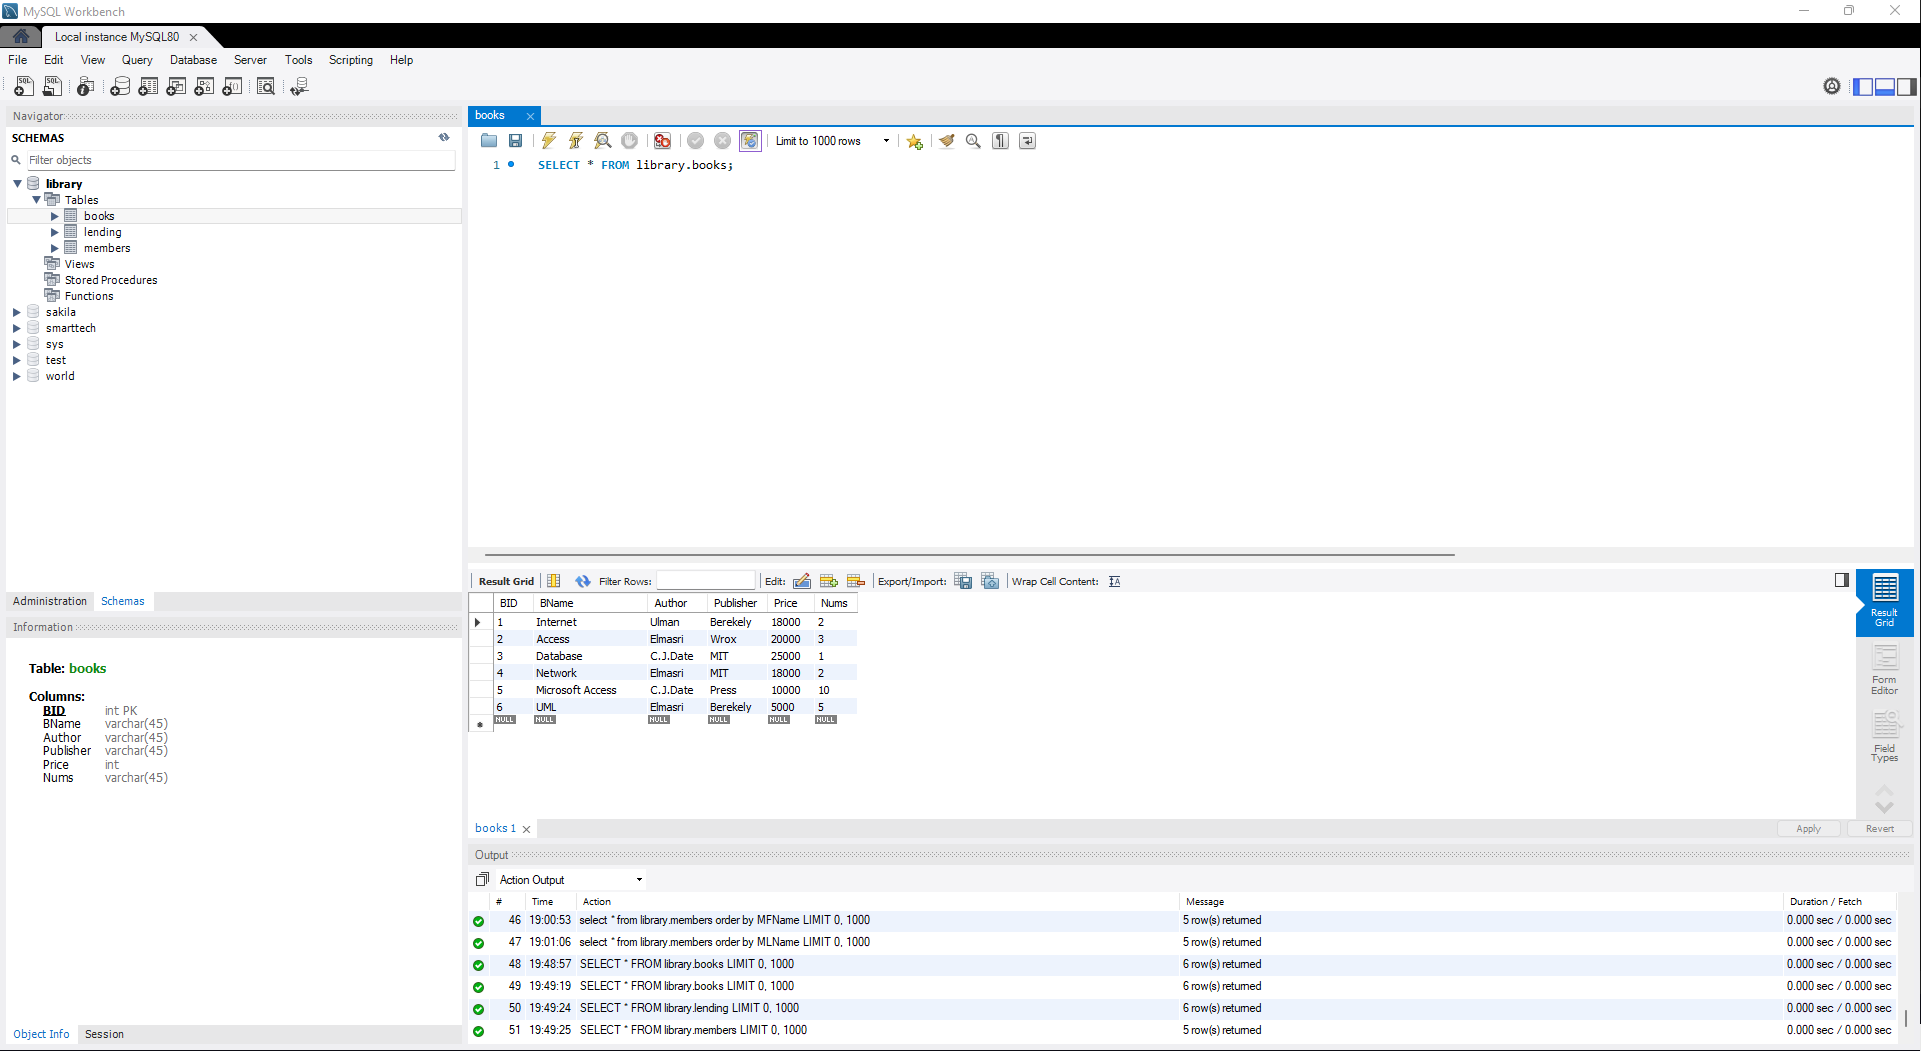 MySQL Workbench
Local instance MySQL80
File Edit View Query Database Server Tools Scripting Help
Navigator
SCHEMAS
Filter objects
library
Tables
books
lending
members
Views
Stored Procedures
Functions
sakila
smarttech
sys
test
world
Administration Schemas
Information
Table: books
Columns:
BID int PK
BName varchar(45)
Author varchar(45)
Publisher varchar(45)
Price int
Nums varchar(45)
Object Info Session
books
Limit to 1000 rows
1 SELECT * FROM library.books;
Result Grid Filter Rows: Edit: Export/Import: Wrap Cell Content:
BID BName Author Publisher Price Nums
1 Internet Ulman Berekely 18000 2
2 Access Elmasri Wrox 20000 3
3 Database C.J.Date MIT 25000 1
4 Network Elmasri MIT 18000 2
5 Microsoft Access C.J.Date Press 10000 10
6 UML Elmasri Berekely 5000 5
NULL NULL NULL NULL NULL NULL
Result
Grid
Form
Editor
Field
Types
books 1
Apply Revert
Output
Action Output
# Time Action Message Duration / Fetch
46 19:00:53 select * from library.members order by MFName LIMIT 0, 1000 5 row(s) returned 0.000 sec / 0.000 sec
47 19:01:06 select * from library.members order by MLName LIMIT 0, 1000 5 row(s) returned 0.000 sec / 0.000 sec
48 19:48:57 SELECT * FROM library.books LIMIT 0, 1000 6 row(s) returned 0.000 sec / 0.000 sec
49 19:49:19 SELECT * FROM library.books LIMIT 0, 1000 6 row(s) returned 0.000 sec / 0.000 sec
50 19:49:24 SELECT * FROM library.lending LIMIT 0, 1000 6 row(s) returned 0.000 sec / 0.000 sec
51 19:49:25 SELECT * FROM library.members LIMIT 0, 1000 5 row(s) returned 0.000 sec / 0.000 sec